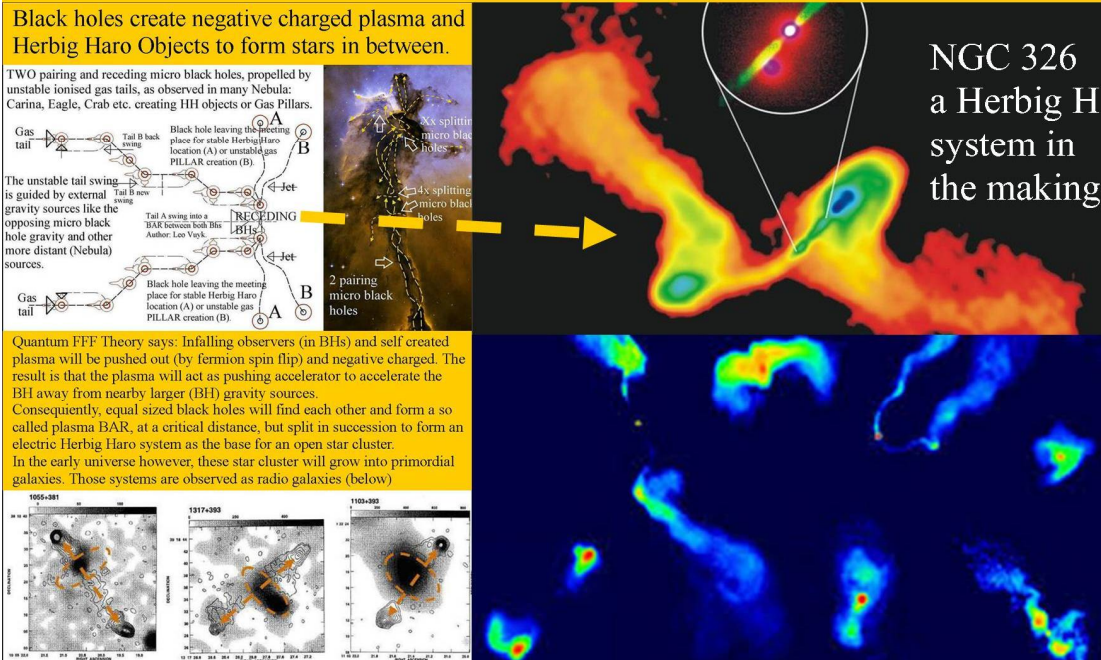 Black holes create negative charged plasma and
Herbig Haro Objects to form stars in between.
TWO pairing and receding micro black holes, propelled by
unstable ionised gas tails, as observed in many Nebula:
Carina, Eagle, Crab etc. creating HH objects or Gas Pillars.
Gas
tail
Tail B back
swing
Black hole leaving the meeting
place for stable Herbig Haro
location (A) or unstable gas
PILLAR creation (B).
A
B
Tail B new
swing
Jet
The unstable tail swing
is guided by external
gravity sources like the
opposing micro black
hole gravity and other
more distant (Nebula)
sources.
Tail A swing into a
BAR between both Bhs
Author: Leo Vuyk.
RECEDING
BHs
Jet
Black hole leaving the meeting
place for stable Herbig Haro
location (A) or unstable gas
PILLAR creation (B).
Gas
tail
B
A
Xx splitting
micro black
holes
4x splitting
micro black
holes
2 pairing
micro black
holes
NGC 326
a Herbig H
system in
the making
Quantum FFF Theory says: Infalling observers (in BHs) and self created
plasma will be pushed out (by fermion spin flip) and negative charged. The
result is that the plasma will act as pushing accelerator to accelerate the
BH away from nearby larger (BH) gravity sources.
Consequiently, equal sized black holes will find each other and form a so
called plasma BAR, at a critical distance, but split in succession to form an
electric Herbig Haro system as the base for an open star cluster.
In the early universe however, these star cluster will grow into primordial
galaxies. Those systems are observed as radio galaxies (below)
1055+381
1317+393
1103+393
DECLINATION
DECLINATION
DECLINATION
RIGHT ASCENSION
RIGHT ASCENSION
RIGHT ASCENSION